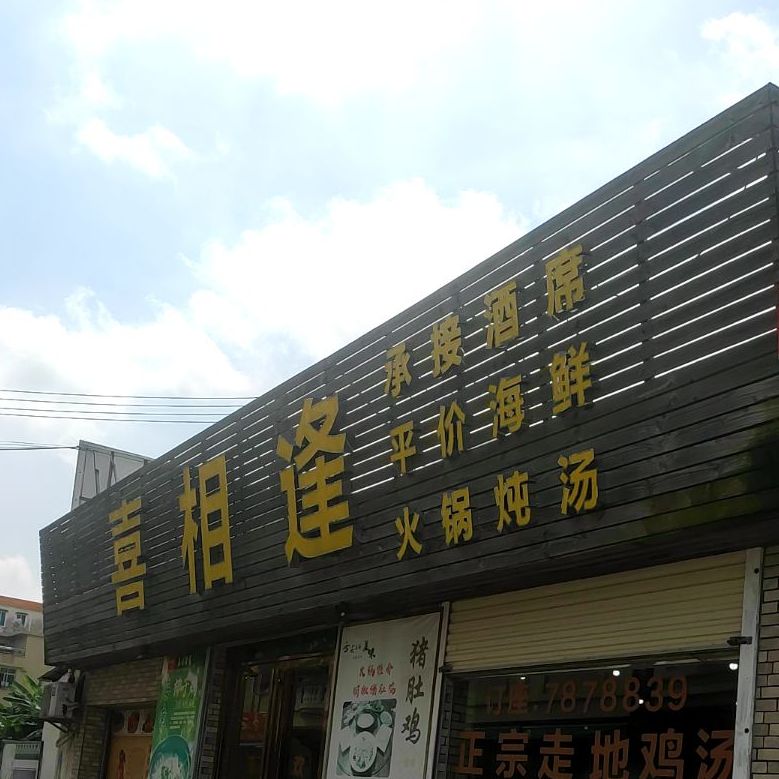 喜相逢
承接酒席
平价海鲜
火锅炖汤
猪肚鸡
订座:7878839
正宗走地鸡汤